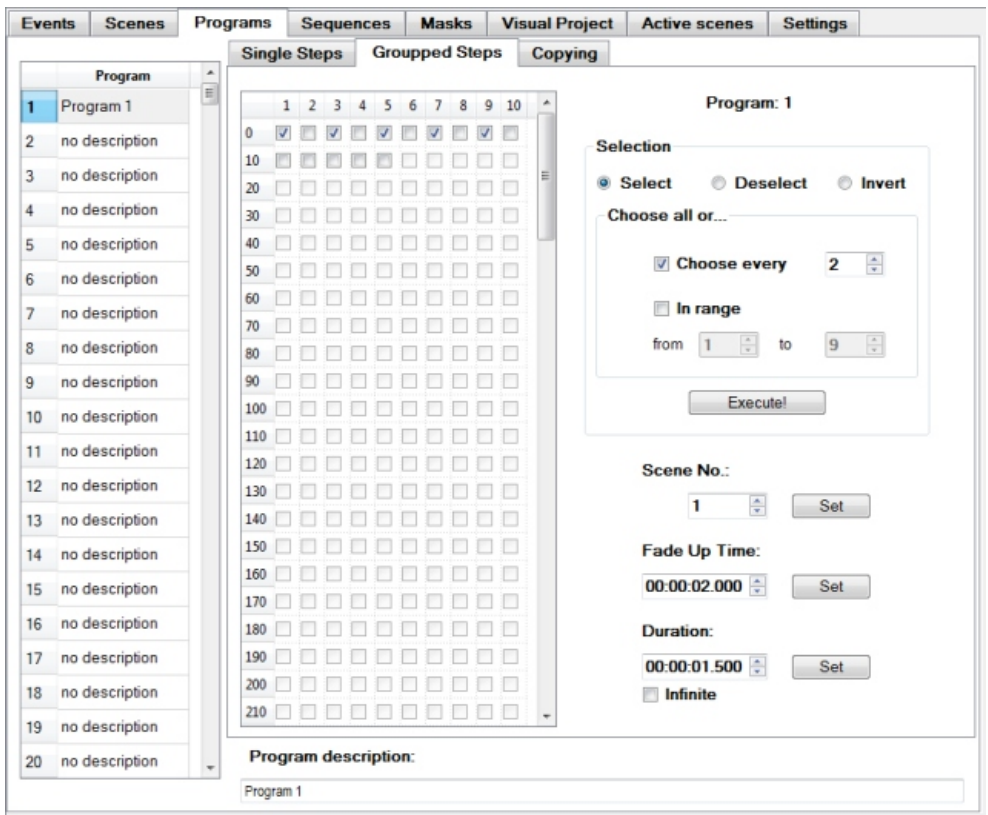 Events Scenes Programs Sequences Masks Visual Project Active scenes Settings
Single Steps Groupped Steps Copying
Program
1 Program 1
2 no description
3 no description
4 no description
5 no description
6 no description
7 no description
8 no description
9 no description
10 no description
11 no description
12 no description
13 no description
14 no description
15 no description
16 no description
17 no description
18 no description
19 no description
20 no description
1 2 3 4 5 6 7 8 9 10
0
10
20
30
40
50
60
70
80
90
100
110
120
130
140
150
160
170
180
190
200
210
Program: 1
Selection
Select Deselect Invert
Choose all or...
Choose every 2
In range
from 1 to 9
Execute!
Scene No.:
1 Set
Fade Up Time:
00:00:02.000 Set
Duration:
00:00:01.500 Set
Infinite
Program description:
Program 1